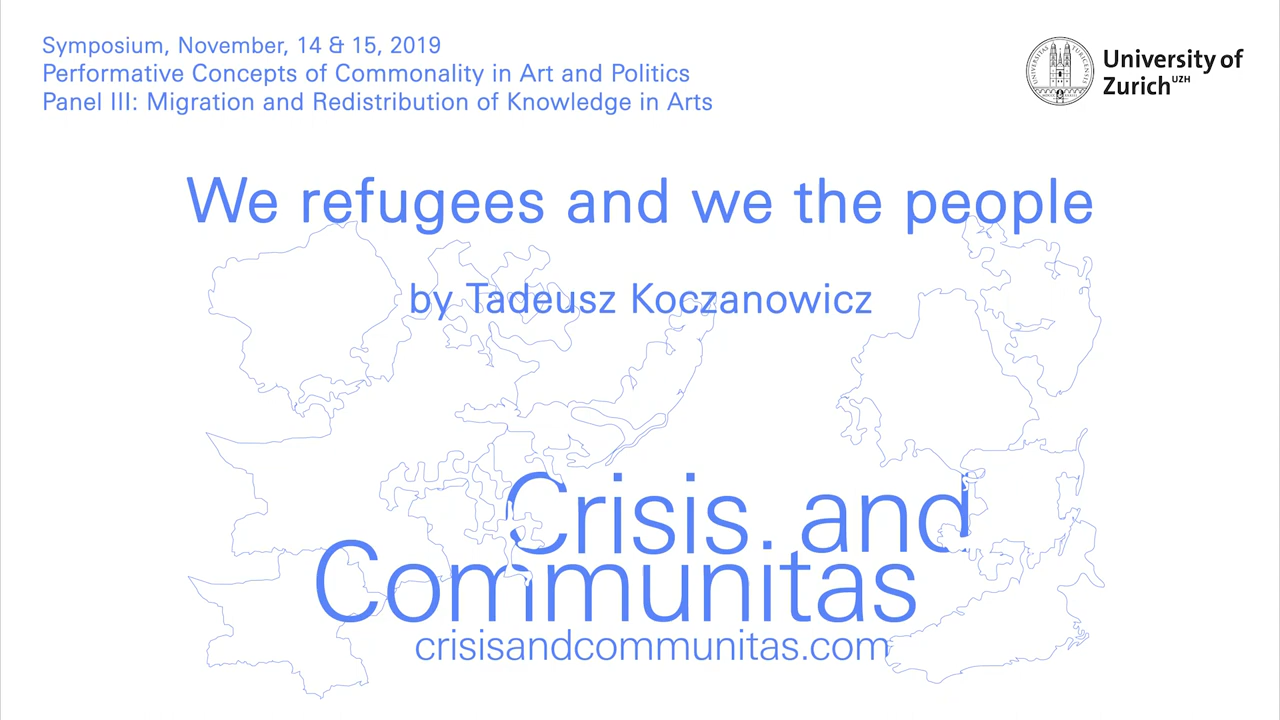 Symposium, November, 14 & 15, 2019
Performative Concepts of Commonality in Art and Politics
Panel III: Migration and Redistribution of Knowledge in Arts
University of
Zurich UZH
We refugees and we the people
by Tadeusz Koczanowicz
Crisis and
Communitas
crisisandcommunitas.com